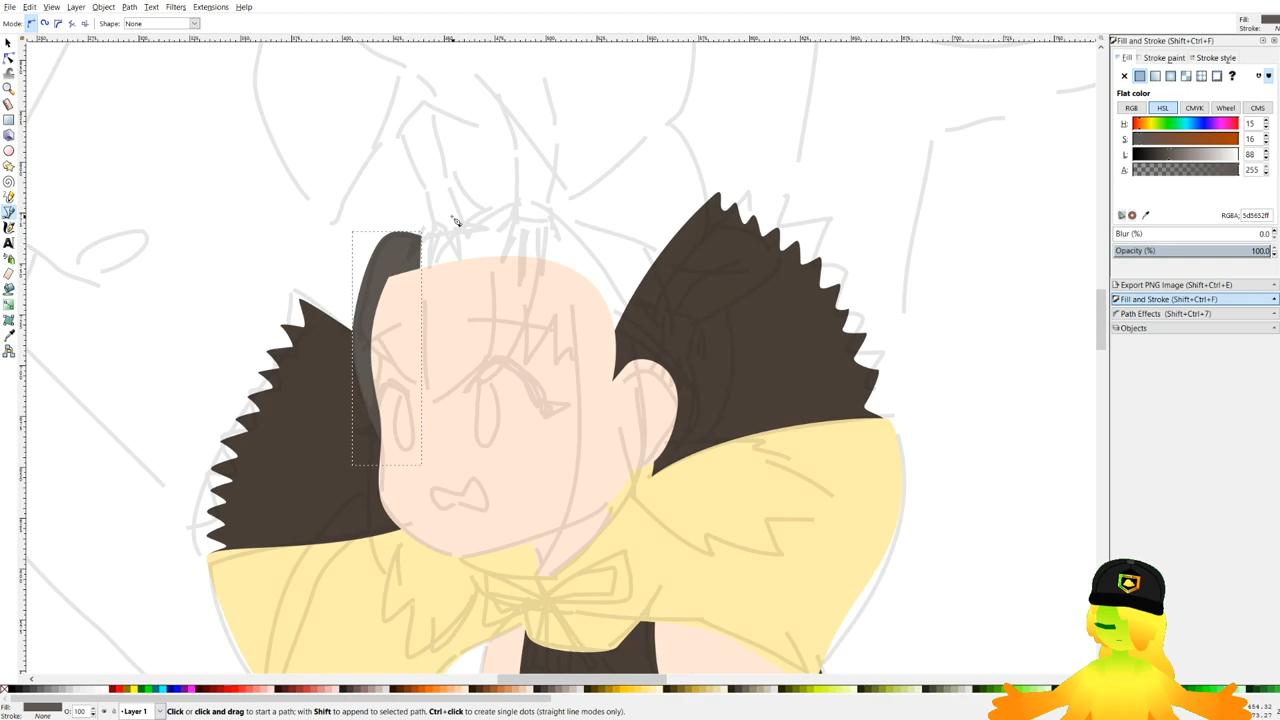 File Edit View Layer Object Path Text Filters Extensions Help
Mode: Shape: None
Fill:
Stroke:
Fill and Stroke (Shift+Ctrl+F)
Fill Stroke paint Stroke style
Flat color
RGB HSL CMYK Wheel CMS
H: 15
S: 16
L: 88
A: 255
RGBA: 5d5652ff
Blur (%) 0.0
Opacity (%) 100.0
Export PNG Image (Shift+Ctrl+E)
Fill and Stroke (Shift+Ctrl+F)
Path Effects (Shift+Ctrl+7)
Objects
Fill:
Stroke: None
O: 100
Layer 1
Click or click and drag to start a path; with Shift to append to selected path. Ctrl+click to create single dots (straight line modes only).